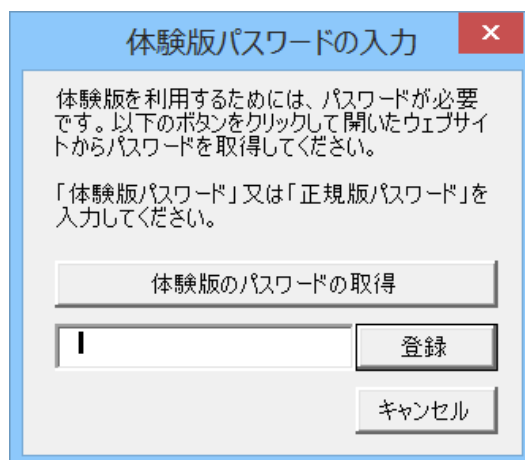 体験版パスワードの入力
体験版を利用するためには、パスワードが必要
です。以下のボタンをクリックして開いたウェブサイ
トからパスワードを取得してください。
「体験版パスワード」又は「正規版パスワード」を
入力してください。
体験版のパスワードの取得
登録
キャンセル